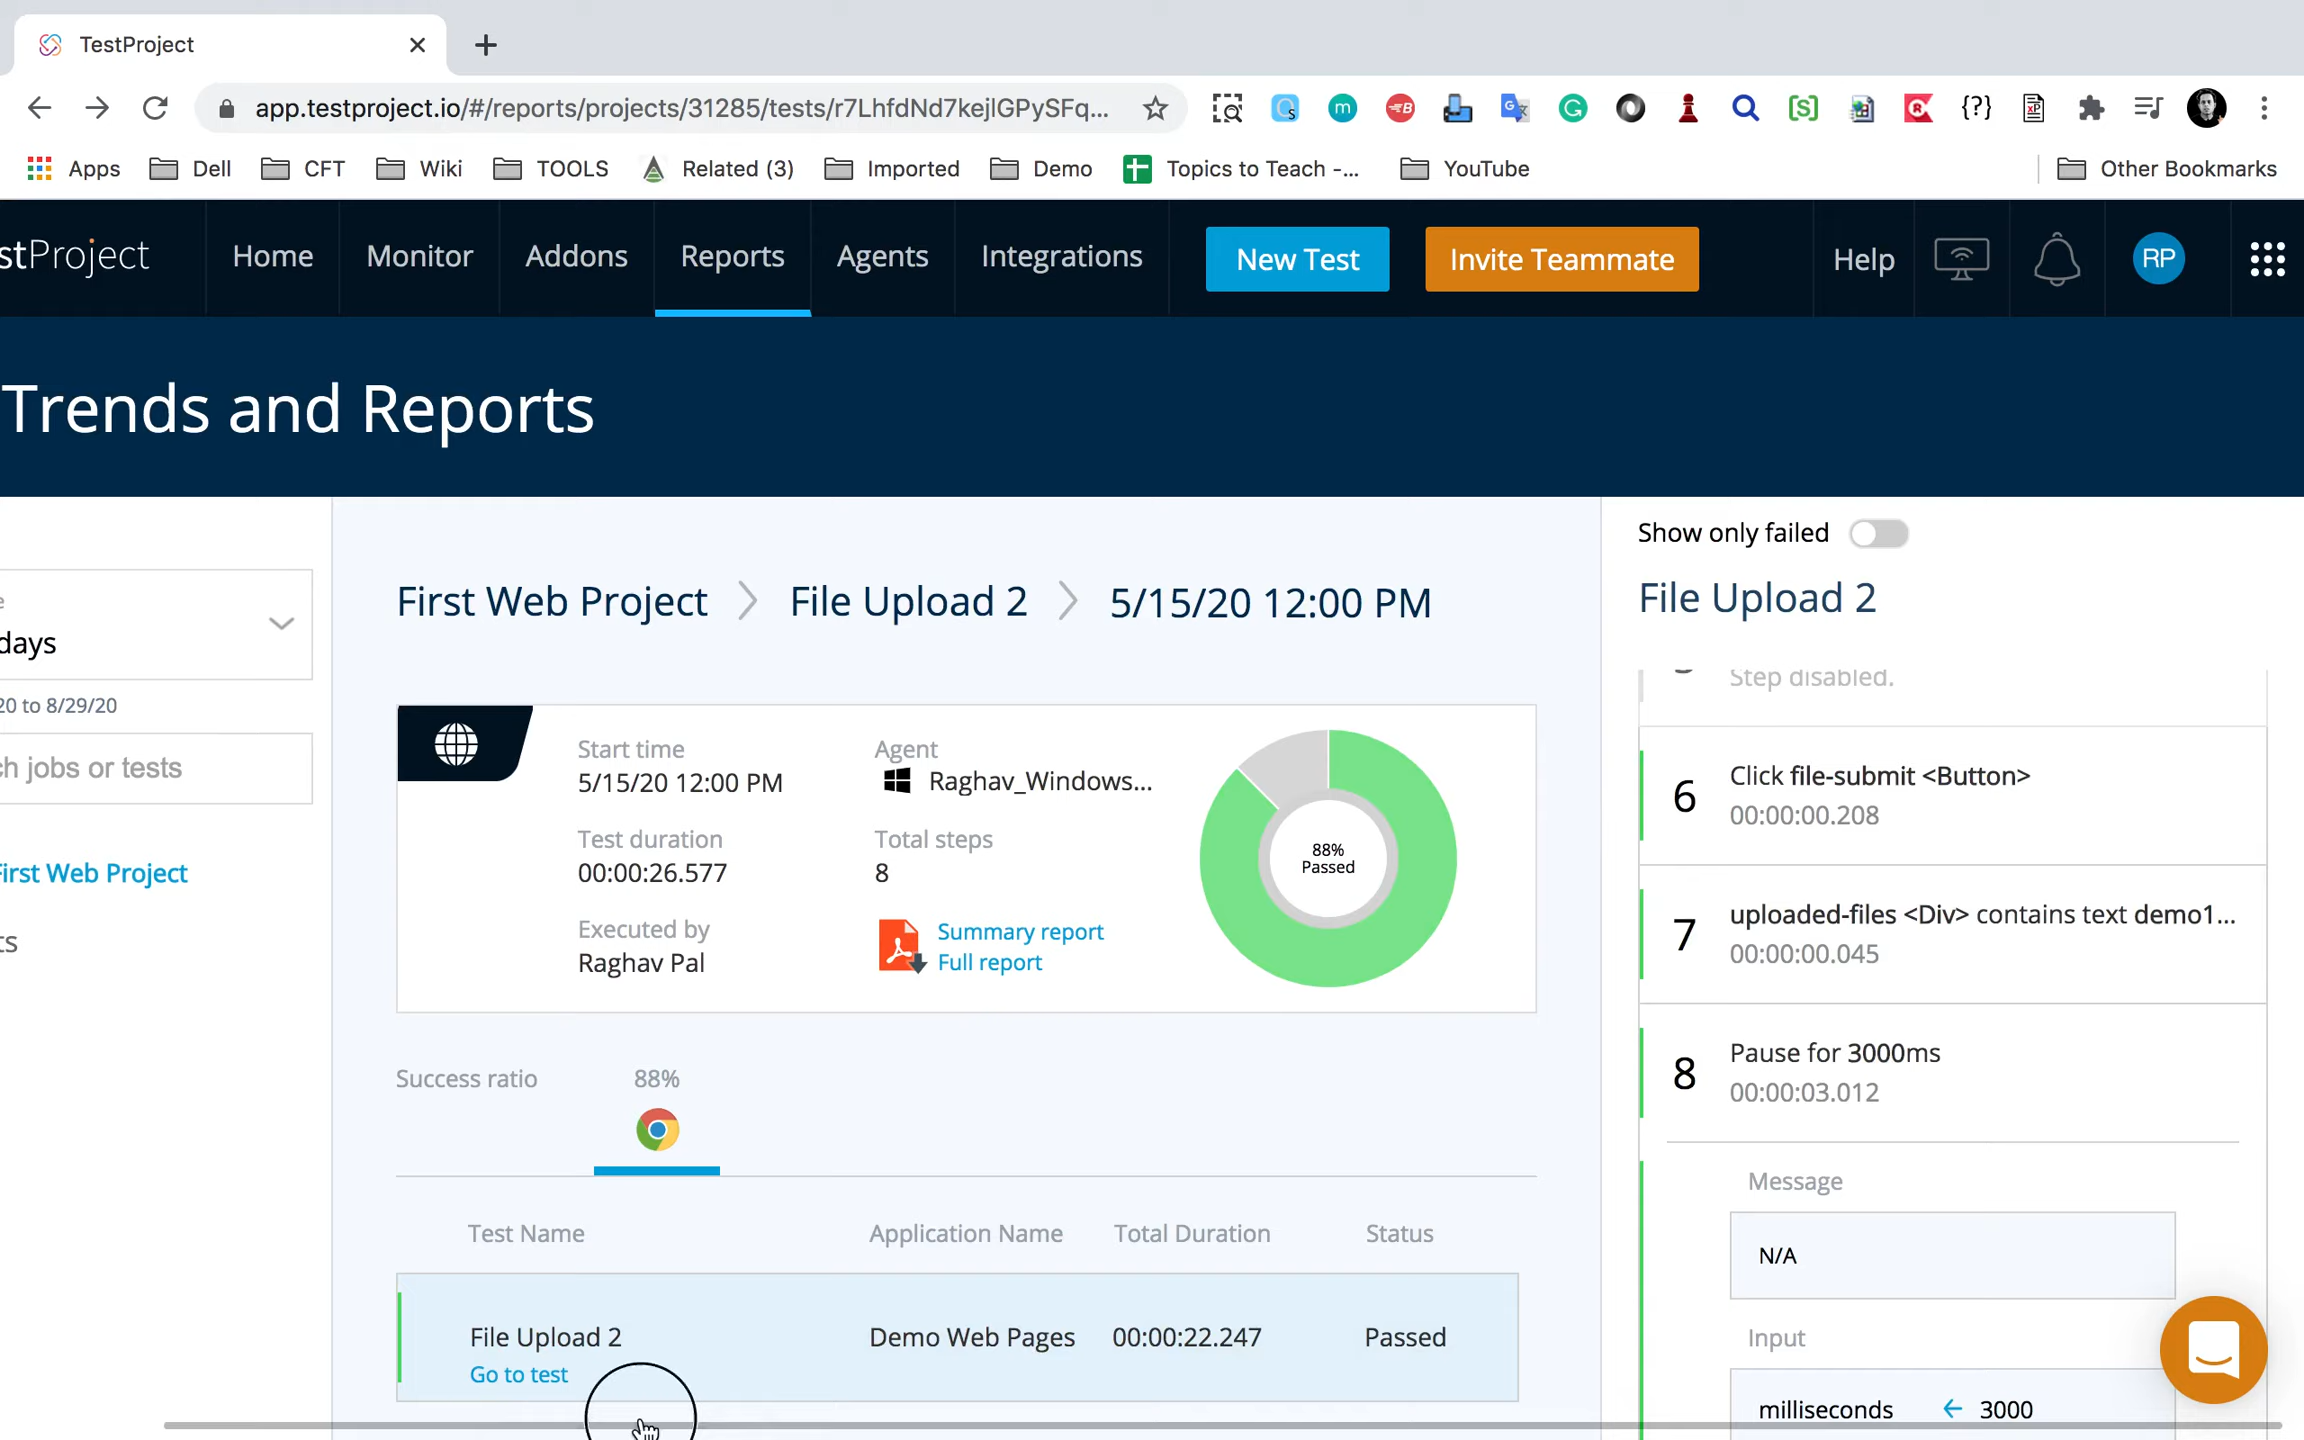 TestProject
app.testproject.io/#/reports/projects/31285/tests/r7LhfdNd7kejlGPySFq...
Apps
Dell
CFT
Wiki
TOOLS
Related (3)
Imported
Demo
Topics to Teach -...
YouTube
Other Bookmarks
stProject
Home
Monitor
Addons
Reports
Agents
Integrations
New Test
Invite Teammate
Help
RP
Trends and Reports
e
days
20 to 8/29/20
ch jobs or tests
First Web Project
ts
First Web Project
File Upload 2
5/15/20 12:00 PM
Start time
5/15/20 12:00 PM
Test duration
00:00:26.577
Executed by
Raghav Pal
Agent
Raghav_Windows...
Total steps
8
Summary report
Full report
88%
Passed
Success ratio
88%
Test Name
Application Name
Total Duration
Status
File Upload 2
Demo Web Pages
00:00:22.247
Passed
Go to test
Show only failed
File Upload 2
Step disabled.
6
Click file-submit <Button>
00:00:00.208
7
uploaded-files <Div> contains text demo1...
00:00:00.045
8
Pause for 3000ms
00:00:03.012
Message
N/A
Input
milliseconds ← 3000